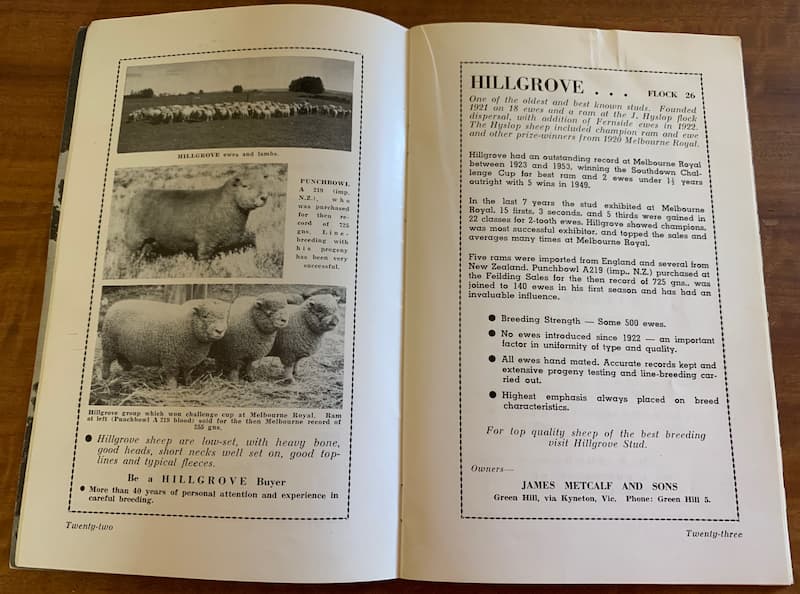 HILLGROVE ewes and lambs.
PUNCHBOWL
A 219 (imp.
N.Z.), who
was purchased
for then re-
cord of 725
gns. Line-
breeding with
his progeny
has been very
successful.
Hillgrove group which won challenge cup at Melbourne Royal. Ram
at left (Punchbowl A 219 blood) sold for the then Melbourne record of
255 gns.
● Hillgrove sheep are low-set, with heavy bone,
good heads, short necks well set on, good top-
lines and typical fleeces.
Be a HILLGROVE Buyer
● More than 40 years of personal attention and experience in
careful breeding.
Twenty-two
HILLGROVE . . . FLOCK 26
One of the oldest and best known studs. Founded
1921 on 18 ewes and a ram at the J. Hyslop flock
dispersal, with addition of Fernside ewes in 1922.
The Hyslop sheep included champion ram and ewe
and other prize-winners from 1920 Melbourne Royal.
Hillgrove had an outstanding record at Melbourne Royal
between 1923 and 1953, winning the Southdown Chal-
lenge Cup for best ram and 2 ewes under 1½ years
outright with 5 wins in 1949.
In the last 7 years the stud exhibited at Melbourne
Royal, 15 firsts, 3 seconds, and 5 thirds were gained in
22 classes for 2-tooth ewes. Hillgrove showed champions,
was most successful exhibitor, and topped the sales and
averages many times at Melbourne Royal.
Five rams were imported from England and several from
New Zealand. Punchbowl A219 (imp., N.Z.) purchased at
the Feilding Sales for the then record of 725 gns., was
joined to 140 ewes in his first season and has had an
invaluable influence.
● Breeding Strength — Some 500 ewes.
● No ewes introduced since 1922 — an important
factor in uniformity of type and quality.
● All ewes hand mated. Accurate records kept and
extensive progeny testing and line-breeding car-
ried out.
● Highest emphasis always placed on breed
characteristics.
For top quality sheep of the best breeding
visit Hillgrove Stud.
Owners—
JAMES METCALF AND SONS
Green Hill, via Kyneton, Vic. Phone: Green Hill 5.
Twenty-three